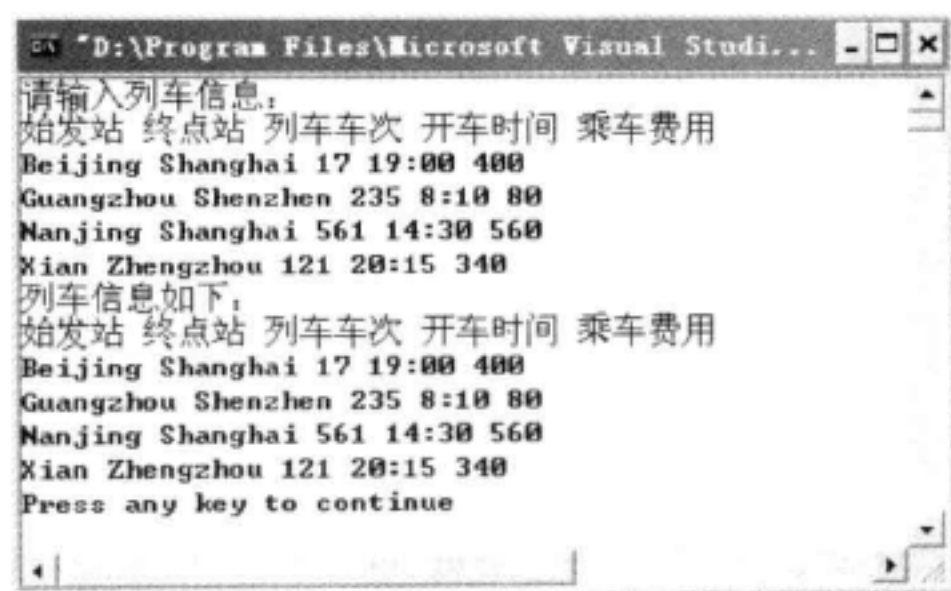 "D:\Program Files\Microsoft Visual Studi...
请输入列车信息：
始发站 终点站 列车车次 开车时间 乘车费用
Beijing Shanghai 17 19:00 400
Guangzhou Shenzhen 235 8:10 80
Nanjing Shanghai 561 14:30 560
Xian Zhengzhou 121 20:15 340
列车信息如下：
始发站 终点站 列车车次 开车时间 乘车费用
Beijing Shanghai 17 19:00 400
Guangzhou Shenzhen 235 8:10 80
Nanjing Shanghai 561 14:30 560
Xian Zhengzhou 121 20:15 340
Press any key to continue